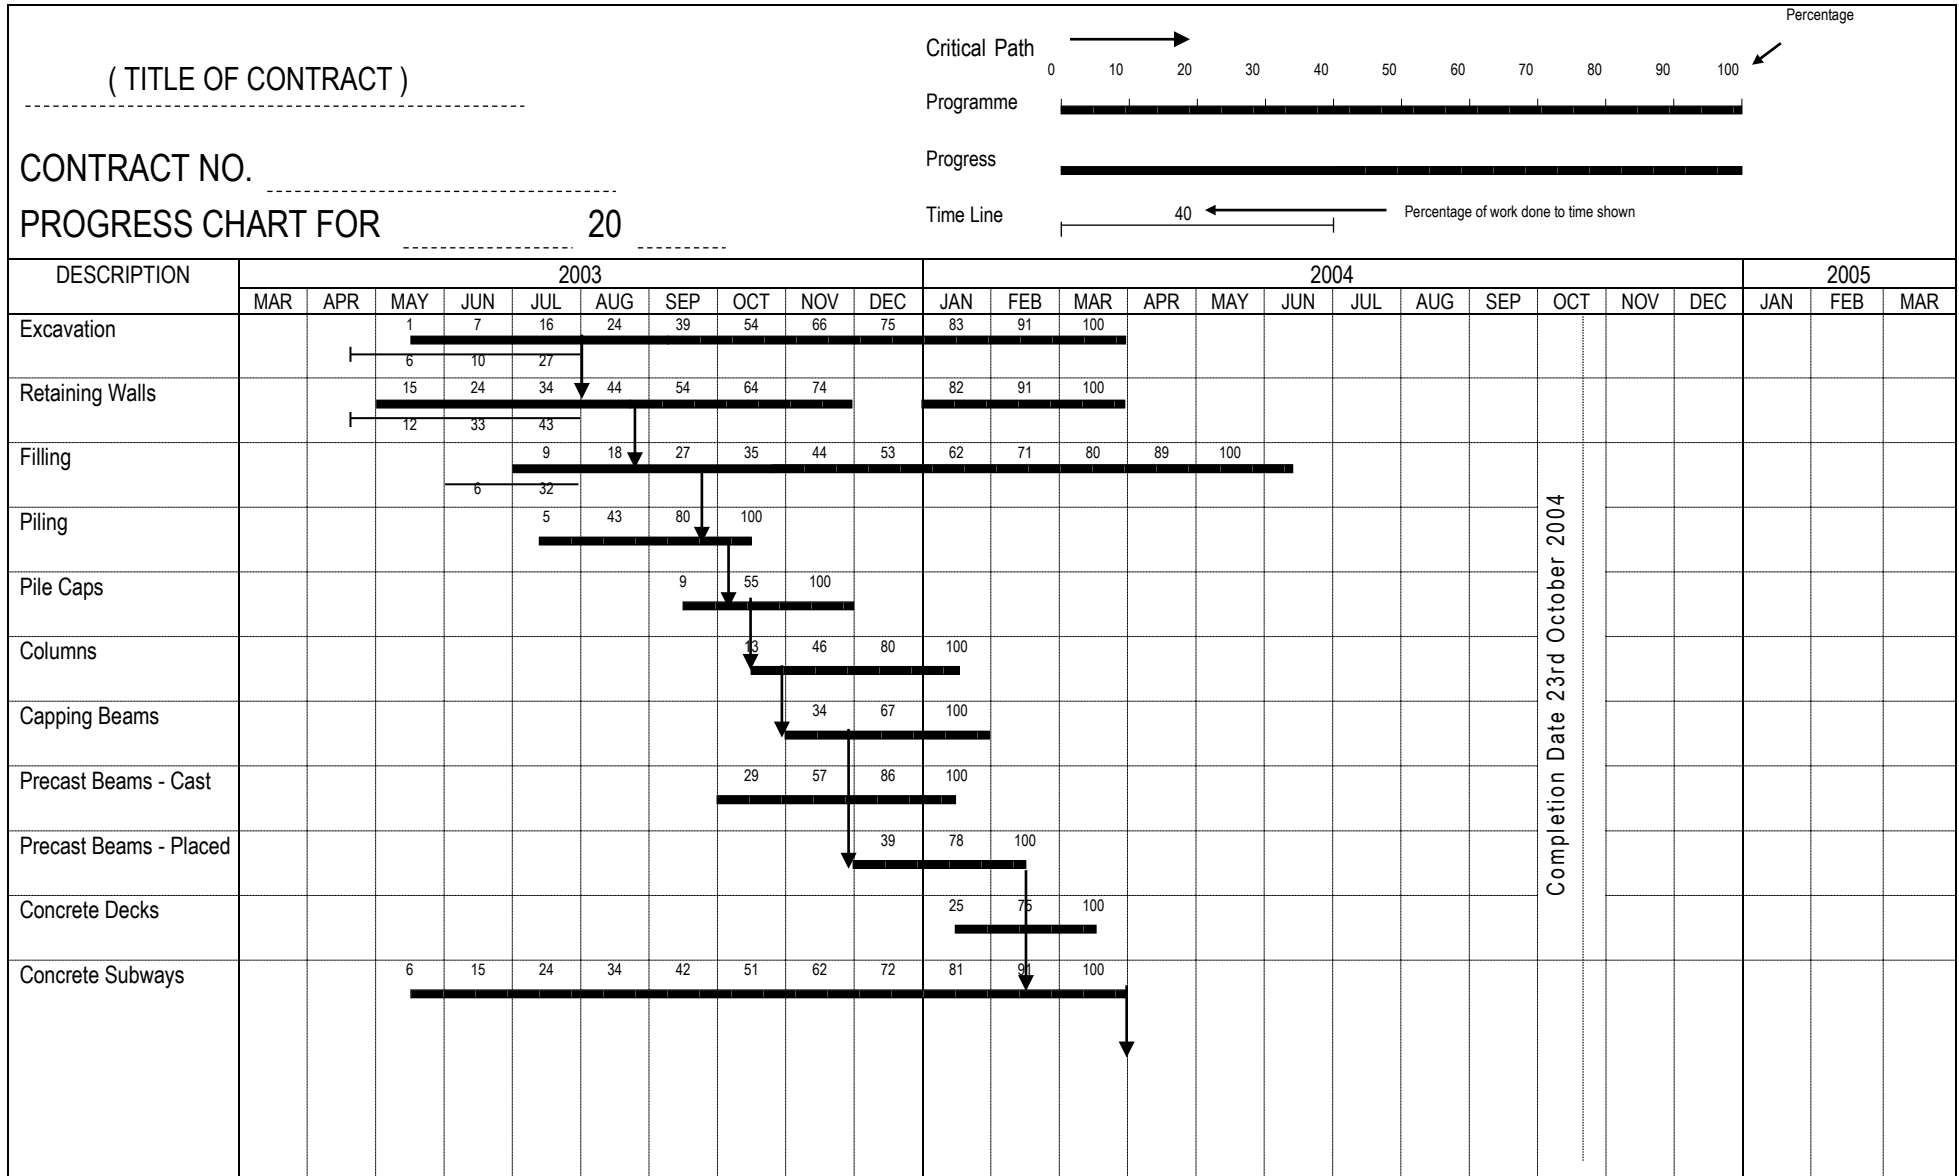 Percentage
Critical Path
0 10 20 30 40 50 60 70 80 90 100
( TITLE OF CONTRACT )
Programme
CONTRACT NO.
Progress
PROGRESS CHART FOR 20
Time Line 40 Percentage of work done to time shown
DESCRIPTION 2003 2004 2005
MAR APR MAY JUN JUL AUG SEP OCT NOV DEC JAN FEB MAR APR MAY JUN JUL AUG SEP OCT NOV DEC JAN FEB MAR
Excavation 1 7 16 24 39 54 66 75 83 91 100
6 10 27
Retaining Walls 15 24 34 44 54 64 74 82 91 100
12 33 43
Filling 9 18 27 35 44 53 62 71 80 89 100
6 32
Piling 5 43 80 100
Pile Caps 9 55 100
Columns 13 46 80 100
Capping Beams 34 67 100
Precast Beams - Cast 29 57 86 100
Precast Beams - Placed 39 78 100
Concrete Decks 25 75 100
Concrete Subways 6 15 24 34 42 51 62 72 81 91 100
Completion Date 23rd October 2004